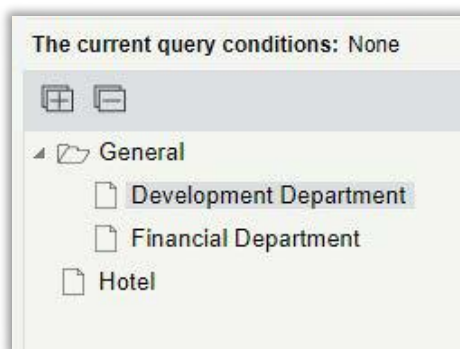 The current query conditions: None
General
Development Department
Financial Department
Hotel